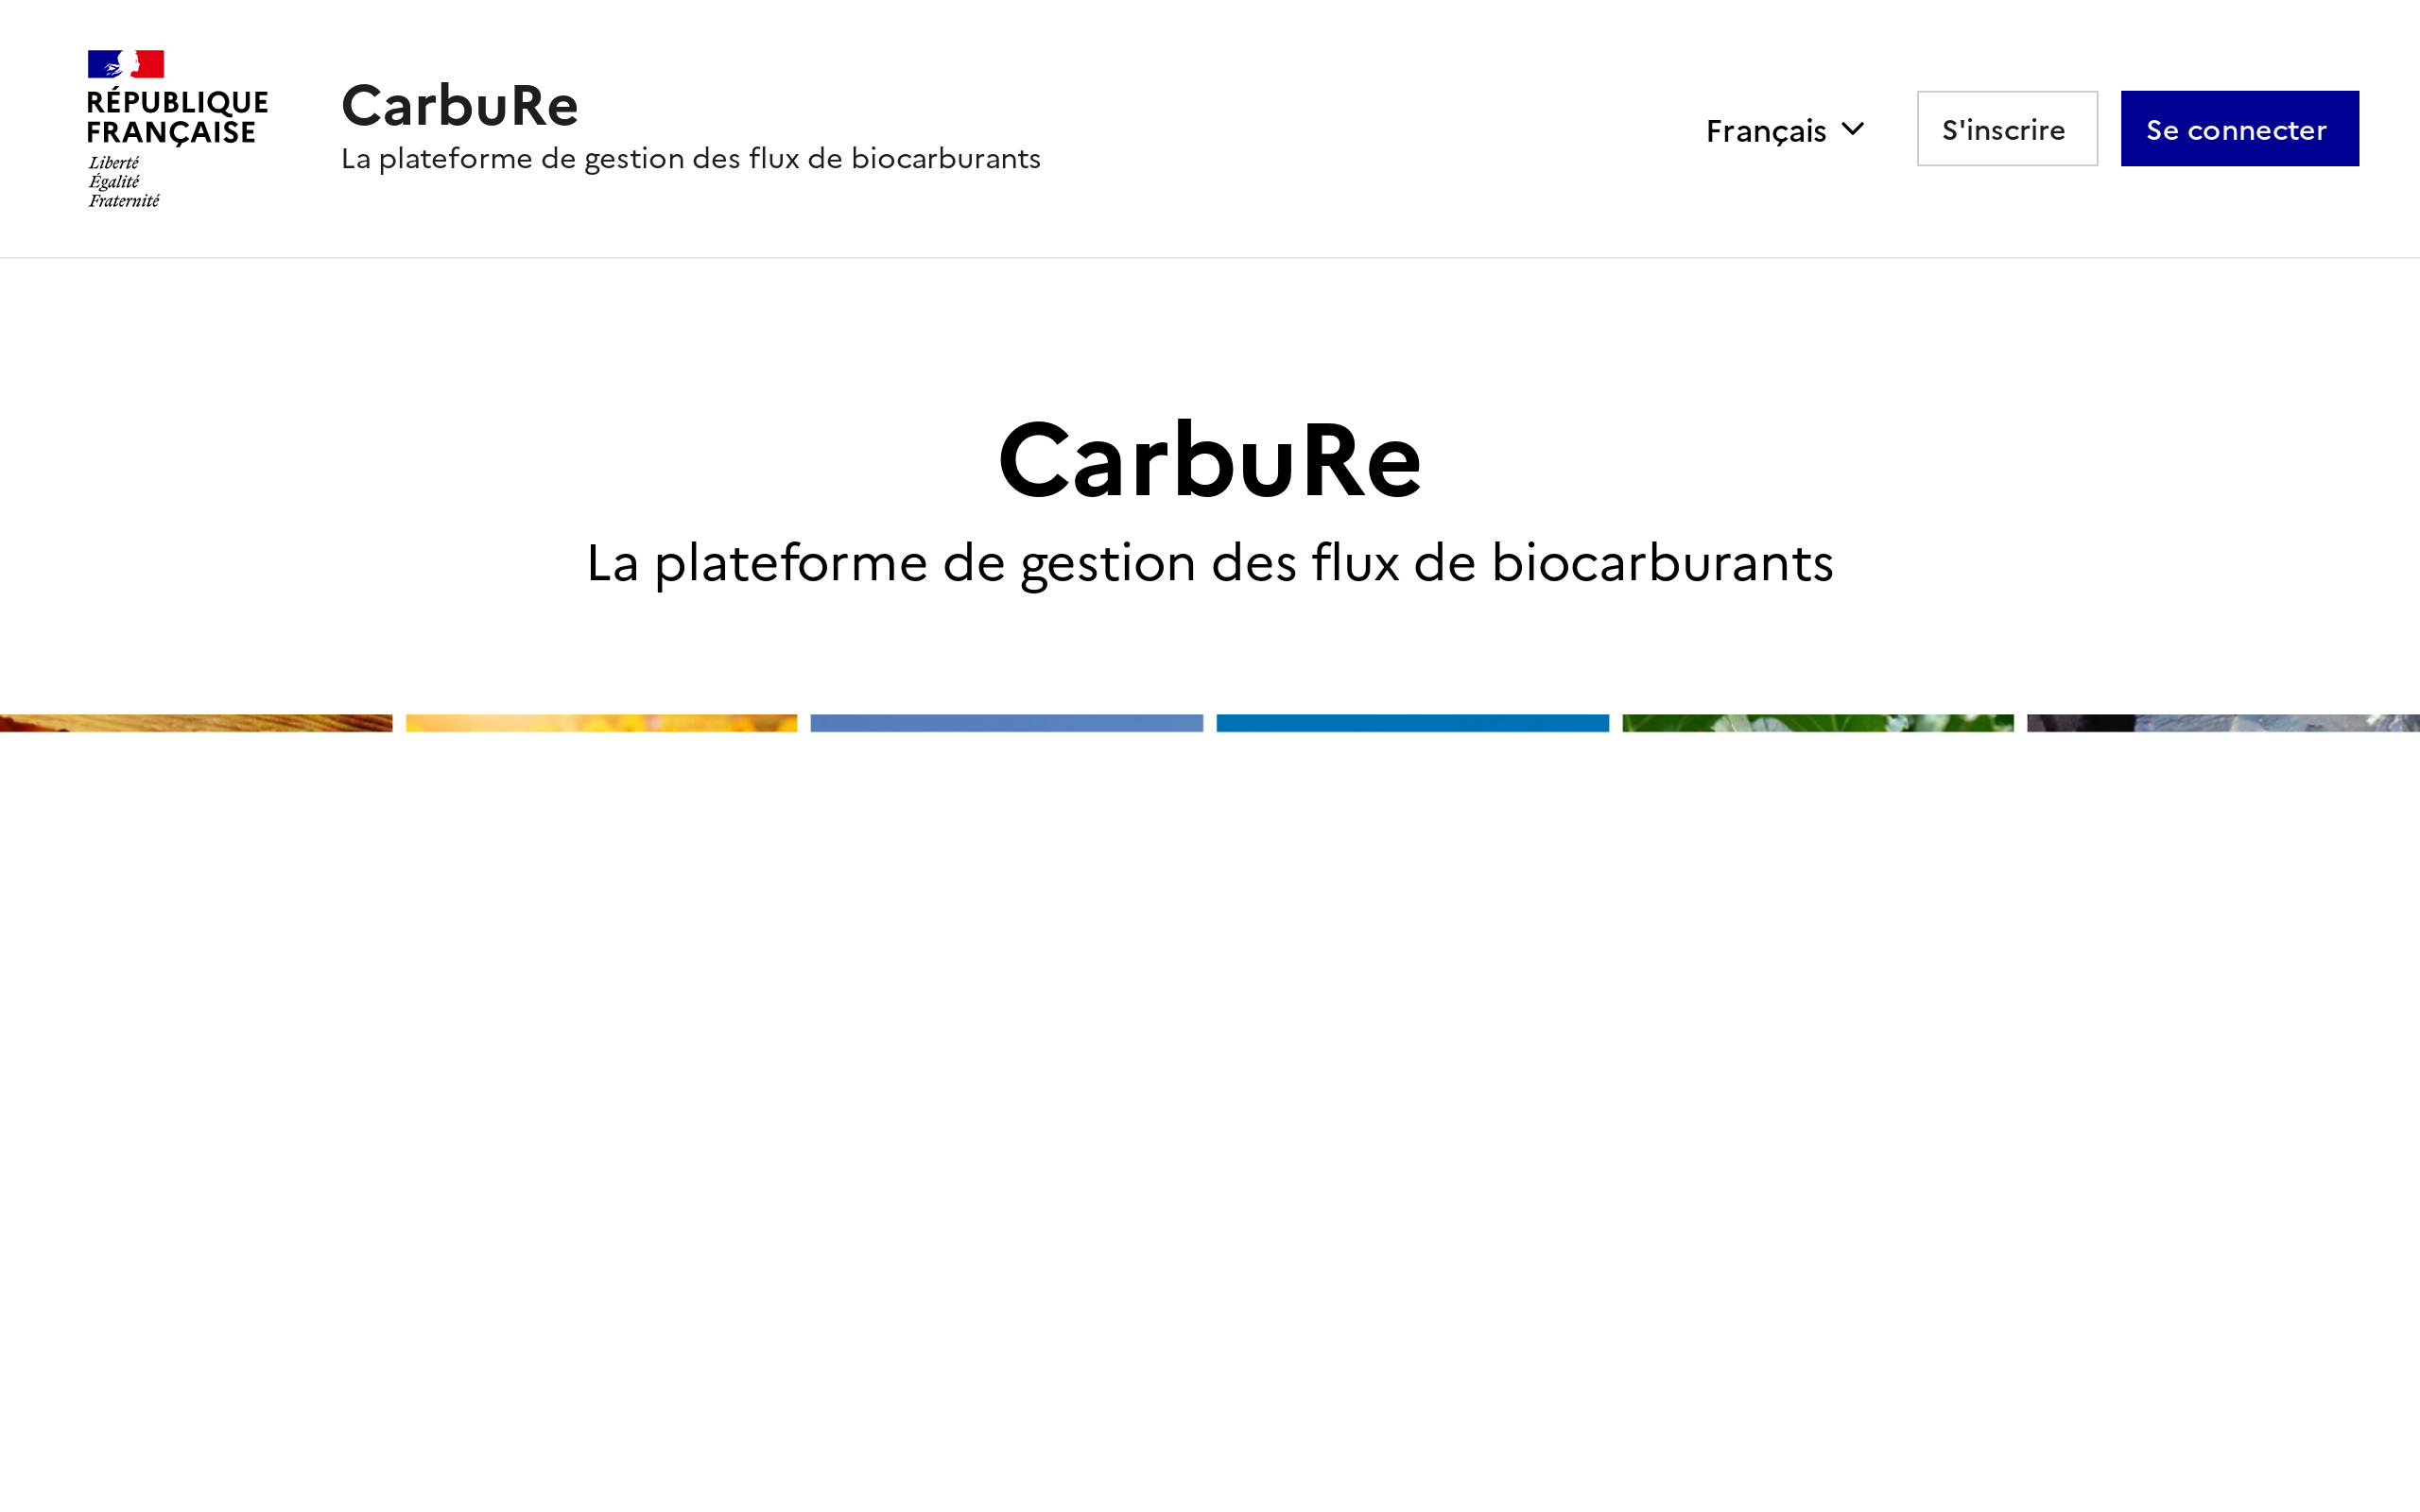 RÉPUBLIQUE
FRANÇAISE
Liberté
Égalité
Fraternité
CarbuRe
La plateforme de gestion des flux de biocarburants
Français
S'inscrire
Se connecter
CarbuRe
La plateforme de gestion des flux de biocarburants